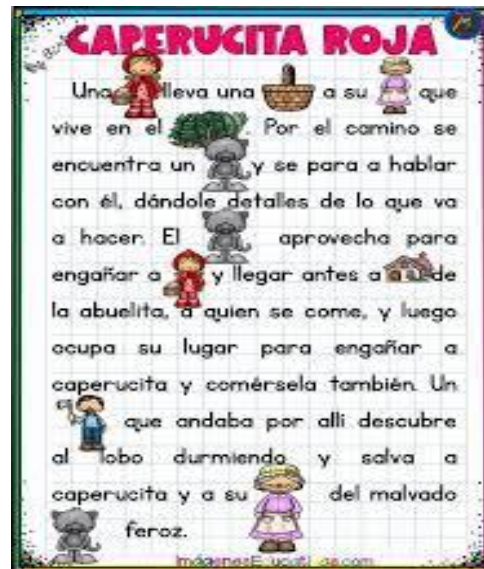 CAPERUCITA ROJA
Una lleva una a su que
vive en el . Por el camino se
encuentra un y se para a hablar
con él, dándole detalles de lo que va
a hacer. El aprovecha para
engañar a y llegar antes a de
la abuelita, a quien se come, y luego
ocupa su lugar para engañar a
caperucita y comérsela también. Un
que andaba por alli descubre
al lobo durmiendo y salva a
caperucita y a su del malvado
feroz.
ImágenesEducativas.com